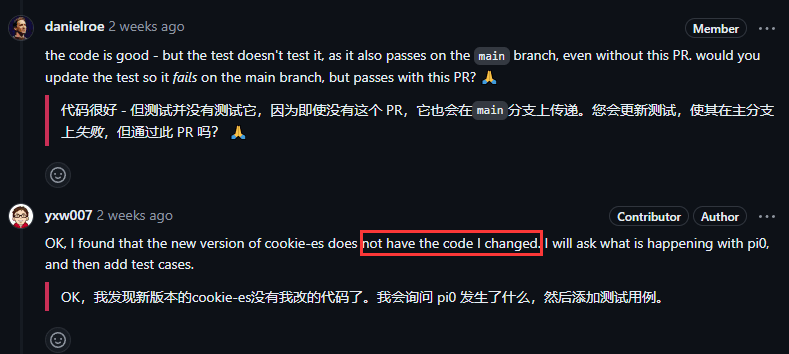 danielroe 2 weeks ago
Member
the code is good - but the test doesn't test it, as it also passes on the main branch, even without this PR. would you
update the test so it fails on the main branch, but passes with this PR? 🙏
代码很好 - 但测试并没有测试它，因为即使没有这个 PR，它也会在main分支上传递。您会更新测试，使其在主分支
上失败，但通过此 PR 吗？ 🙏
yxw007 2 weeks ago
Contributor Author
OK, I found that the new version of cookie-es does not have the code I changed. I will ask what is happening with pi0,
and then add test cases.
OK，我发现新版本的cookie-es没有我改的代码了。我会询问 pi0 发生了什么，然后添加测试用例。